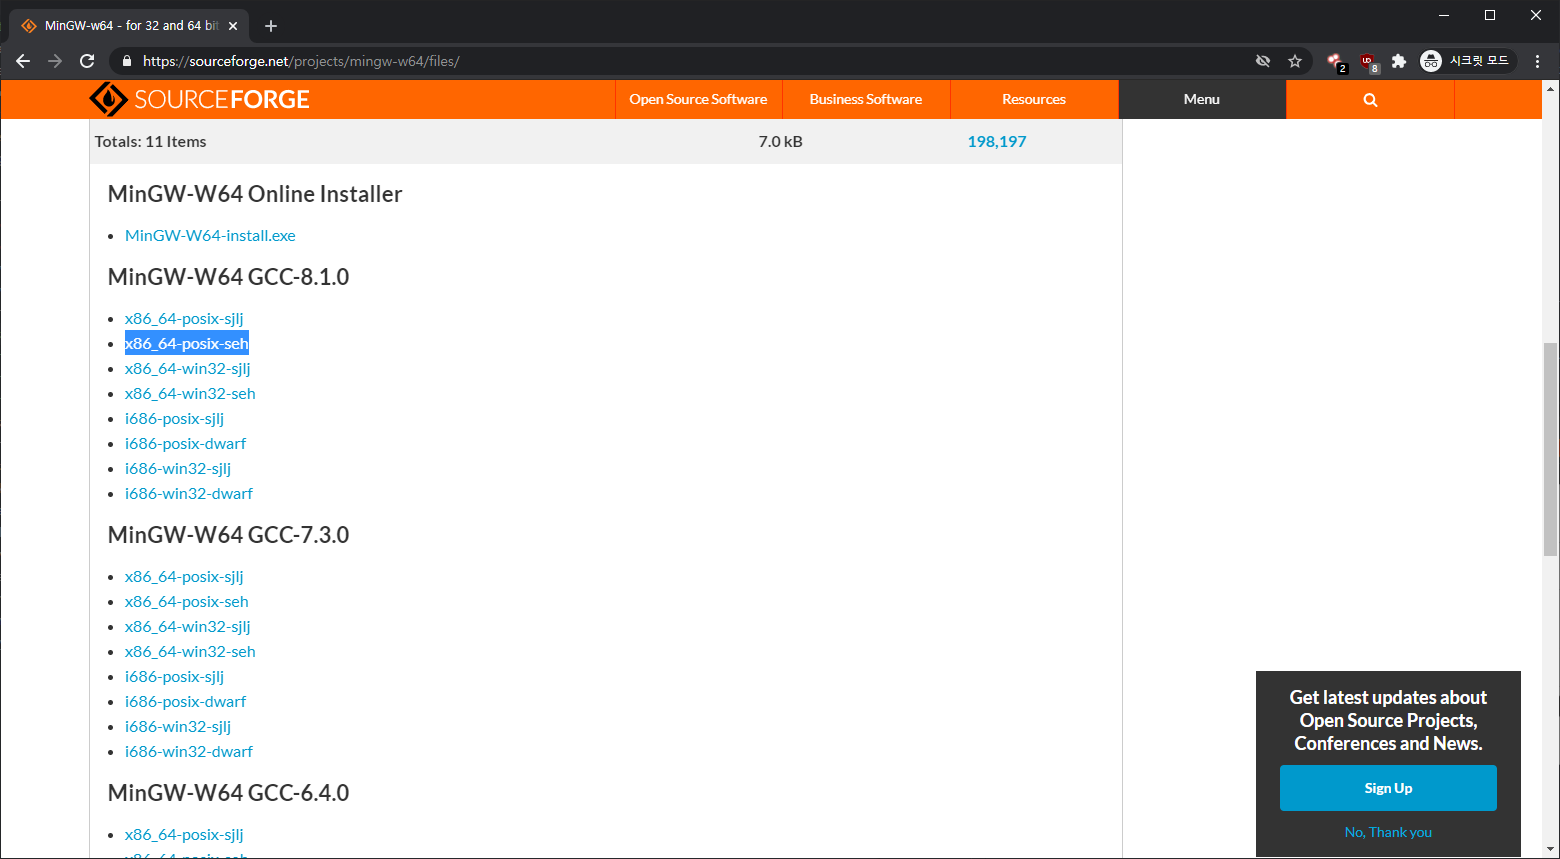 MinGW-w64 - for 32 and 64 bit
https://sourceforge.net/projects/mingw-w64/files/
2
UO
8
시크릿 모드
SOURCEFORGE
Open Source Software
Business Software
Resources
Menu
Totals: 11 Items
7.0 kB
198,197
MinGW-W64 Online Installer
MinGW-W64-install.exe
MinGW-W64 GCC-8.1.0
x86_64-posix-sjlj
x86_64-posix-seh
x86_64-win32-sjlj
x86_64-win32-seh
i686-posix-sjlj
i686-posix-dwarf
i686-win32-sjlj
i686-win32-dwarf
MinGW-W64 GCC-7.3.0
x86_64-posix-sjlj
x86_64-posix-seh
x86_64-win32-sjlj
x86_64-win32-seh
i686-posix-sjlj
i686-posix-dwarf
i686-win32-sjlj
i686-win32-dwarf
MinGW-W64 GCC-6.4.0
x86_64-posix-sjlj
x86_64-posix-seh
Get latest updates about
Open Source Projects,
Conferences and News.
Sign Up
No, Thank you